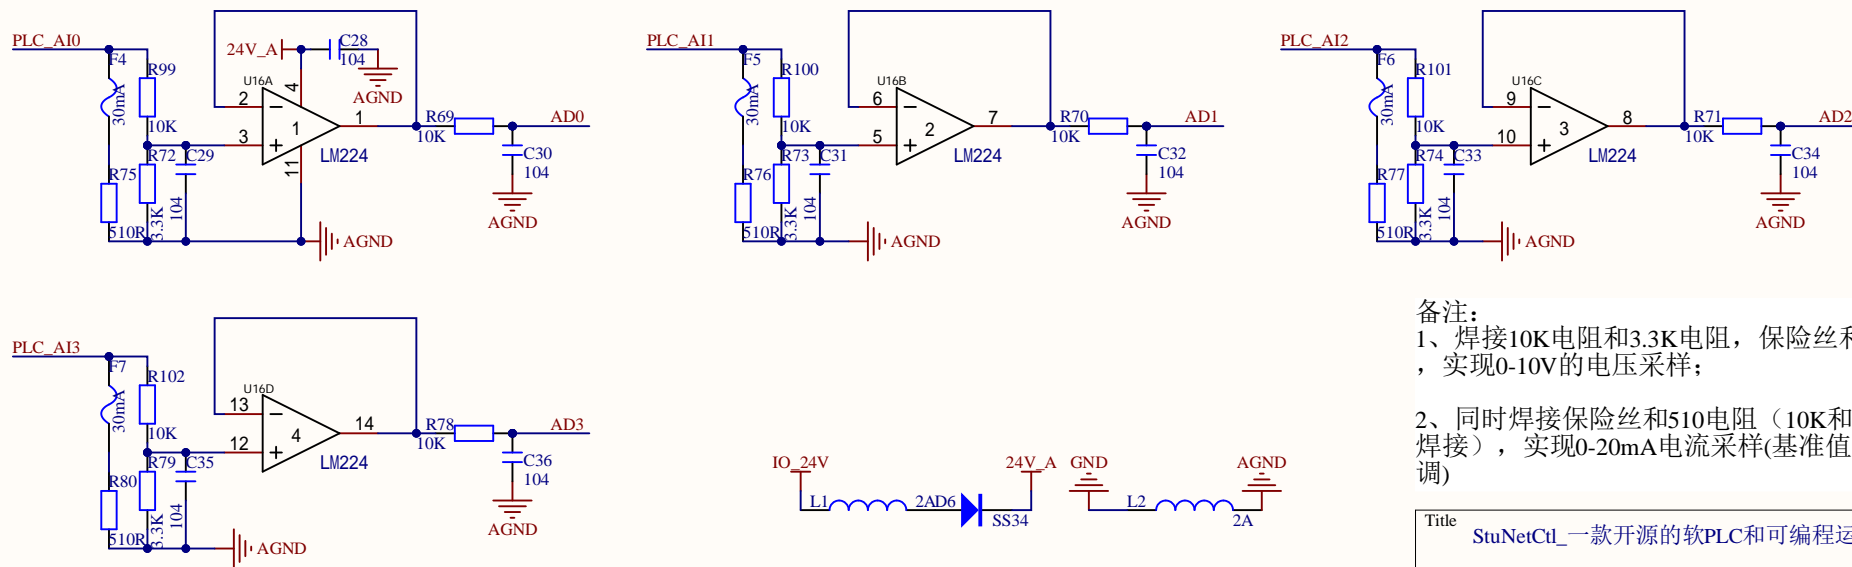 PLC_AI0
F4
30mA
R99
10K
24V_A
C28
104
AGND
U16A
2
3
4
11
1
1
LM224
R69
10K
AD0
C30
104
AGND
R75
510R
R72
3.3K
C29
104
AGND
PLC_AI1
F5
30mA
R100
10K
U16B
6
5
2
7
LM224
R70
10K
AD1
C32
104
AGND
R76
510R
R73
3.3K
C31
104
AGND
PLC_AI2
F6
30mA
R101
10K
U16C
9
10
3
8
LM224
R71
10K
AD2
C34
104
AGND
R77
510R
R74
3.3K
C33
104
AGND
PLC_AI3
F7
30mA
R102
10K
U16D
13
12
4
14
LM224
R78
10K
AD3
C36
104
AGND
R80
510R
R79
3.3K
C35
104
AGND
IO_24V
L1
2A
D6
SS34
24V_A
GND
L2
2A
AGND
备注：
1、焊接10K电阻和3.3K电阻，保险丝和
，实现0-10V的电压采样；
2、同时焊接保险丝和510电阻（10K和
焊接），实现0-20mA电流采样(基准值
调)
Title
StuNetCtl_一款开源的软PLC和可编程运